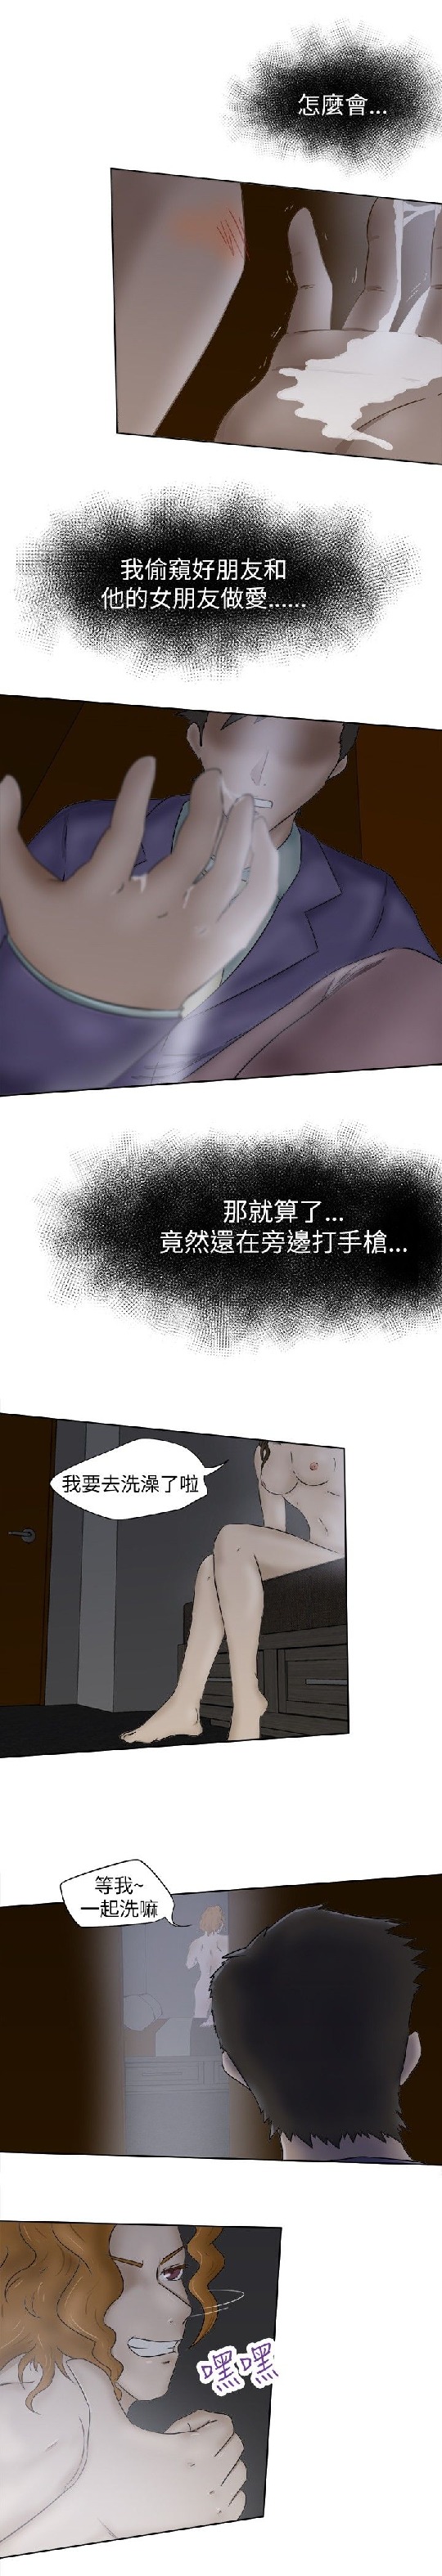 怎麼會...
我偷窺好朋友和
他的女朋友做愛......
那就算了...
竟然還在旁邊打手槍...
我要去洗澡了啦
等我~
一起洗嘛
嘿嘿